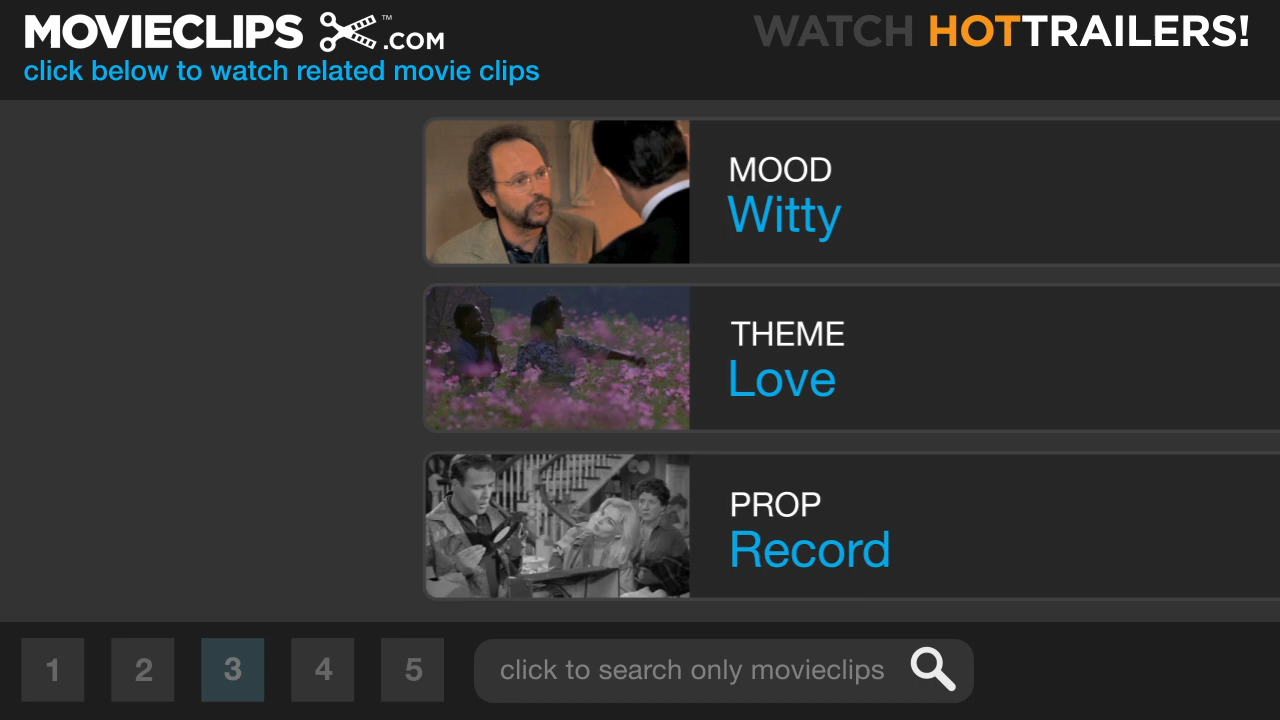 MOVIECLIPS ™ .COM
WATCH HOTTRAILERS!
click below to watch related movie clips
MOOD
Witty
THEME
Love
PROP
Record
1 2 3 4 5
click to search only movieclips